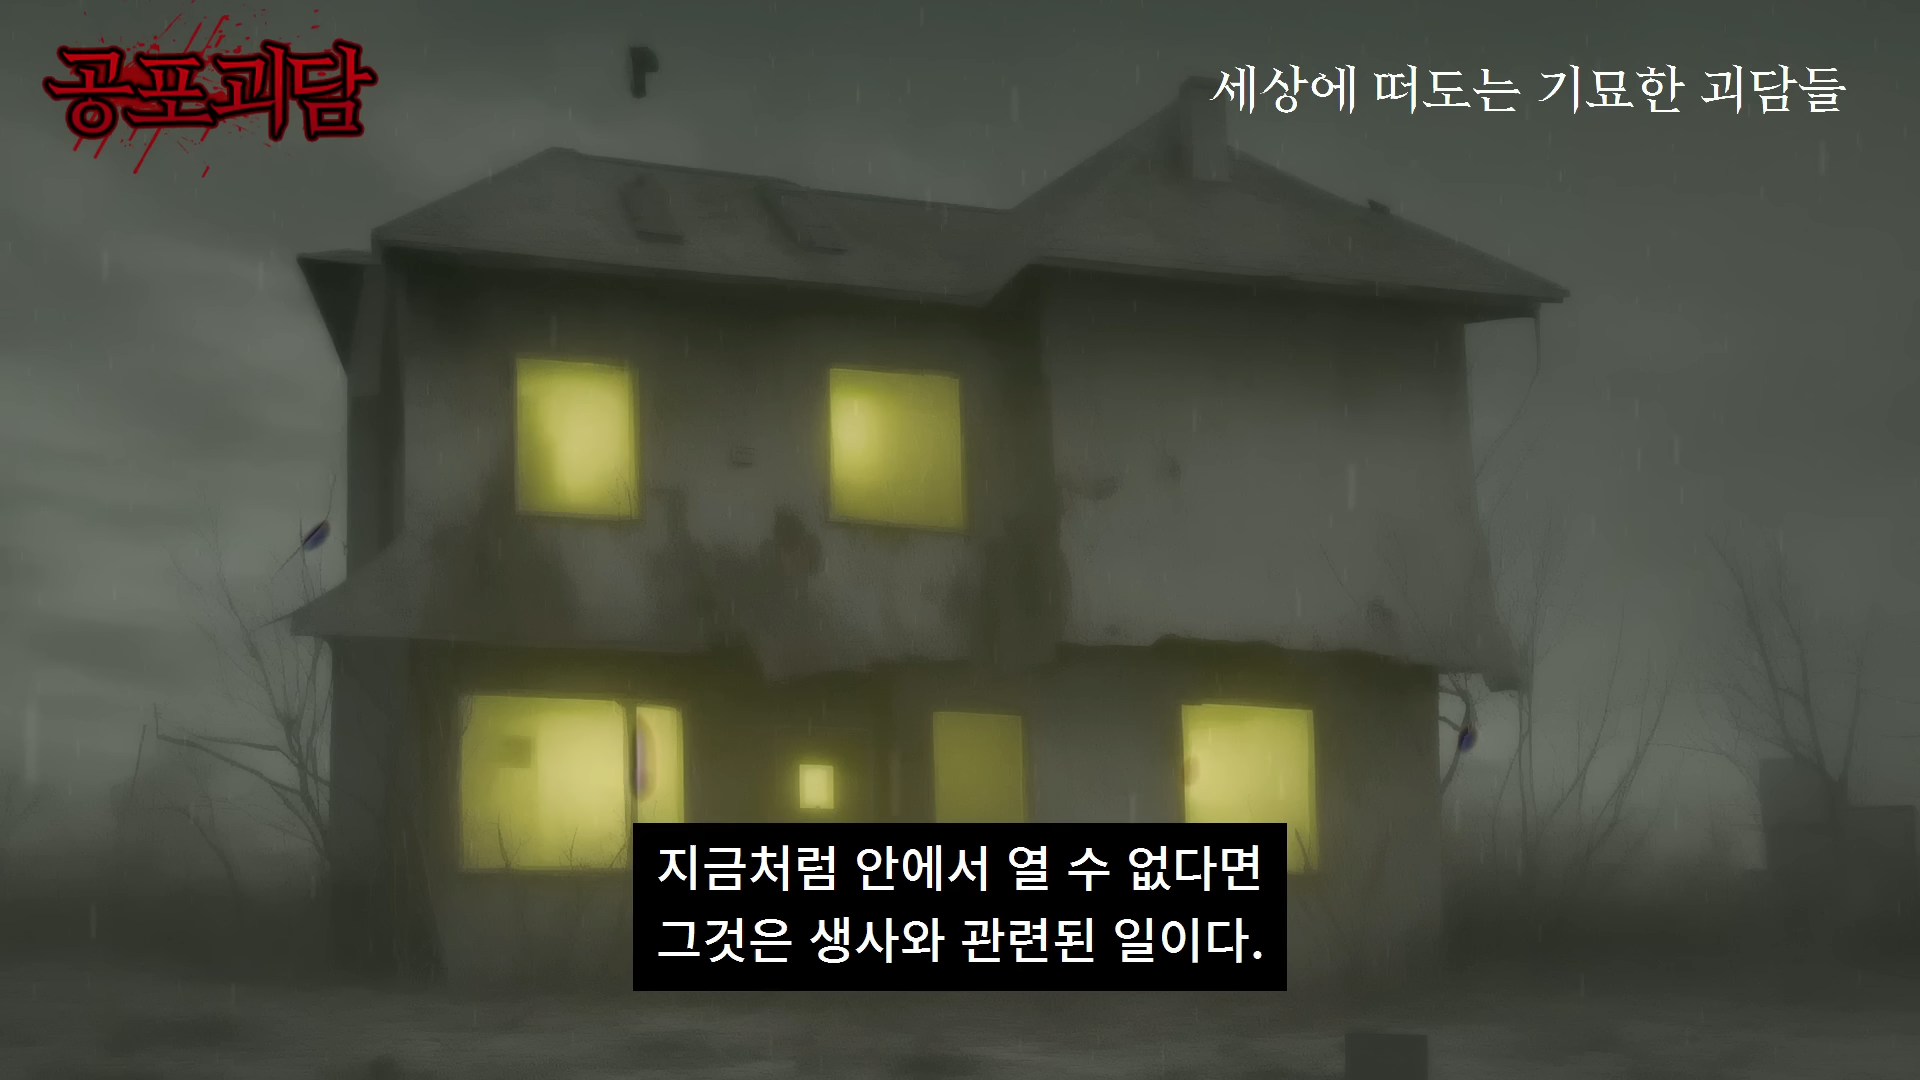 공포괴담
세상에 떠도는 기묘한 괴담들
지금처럼 안에서 열 수 없다면
그것은 생사와 관련된 일이다.